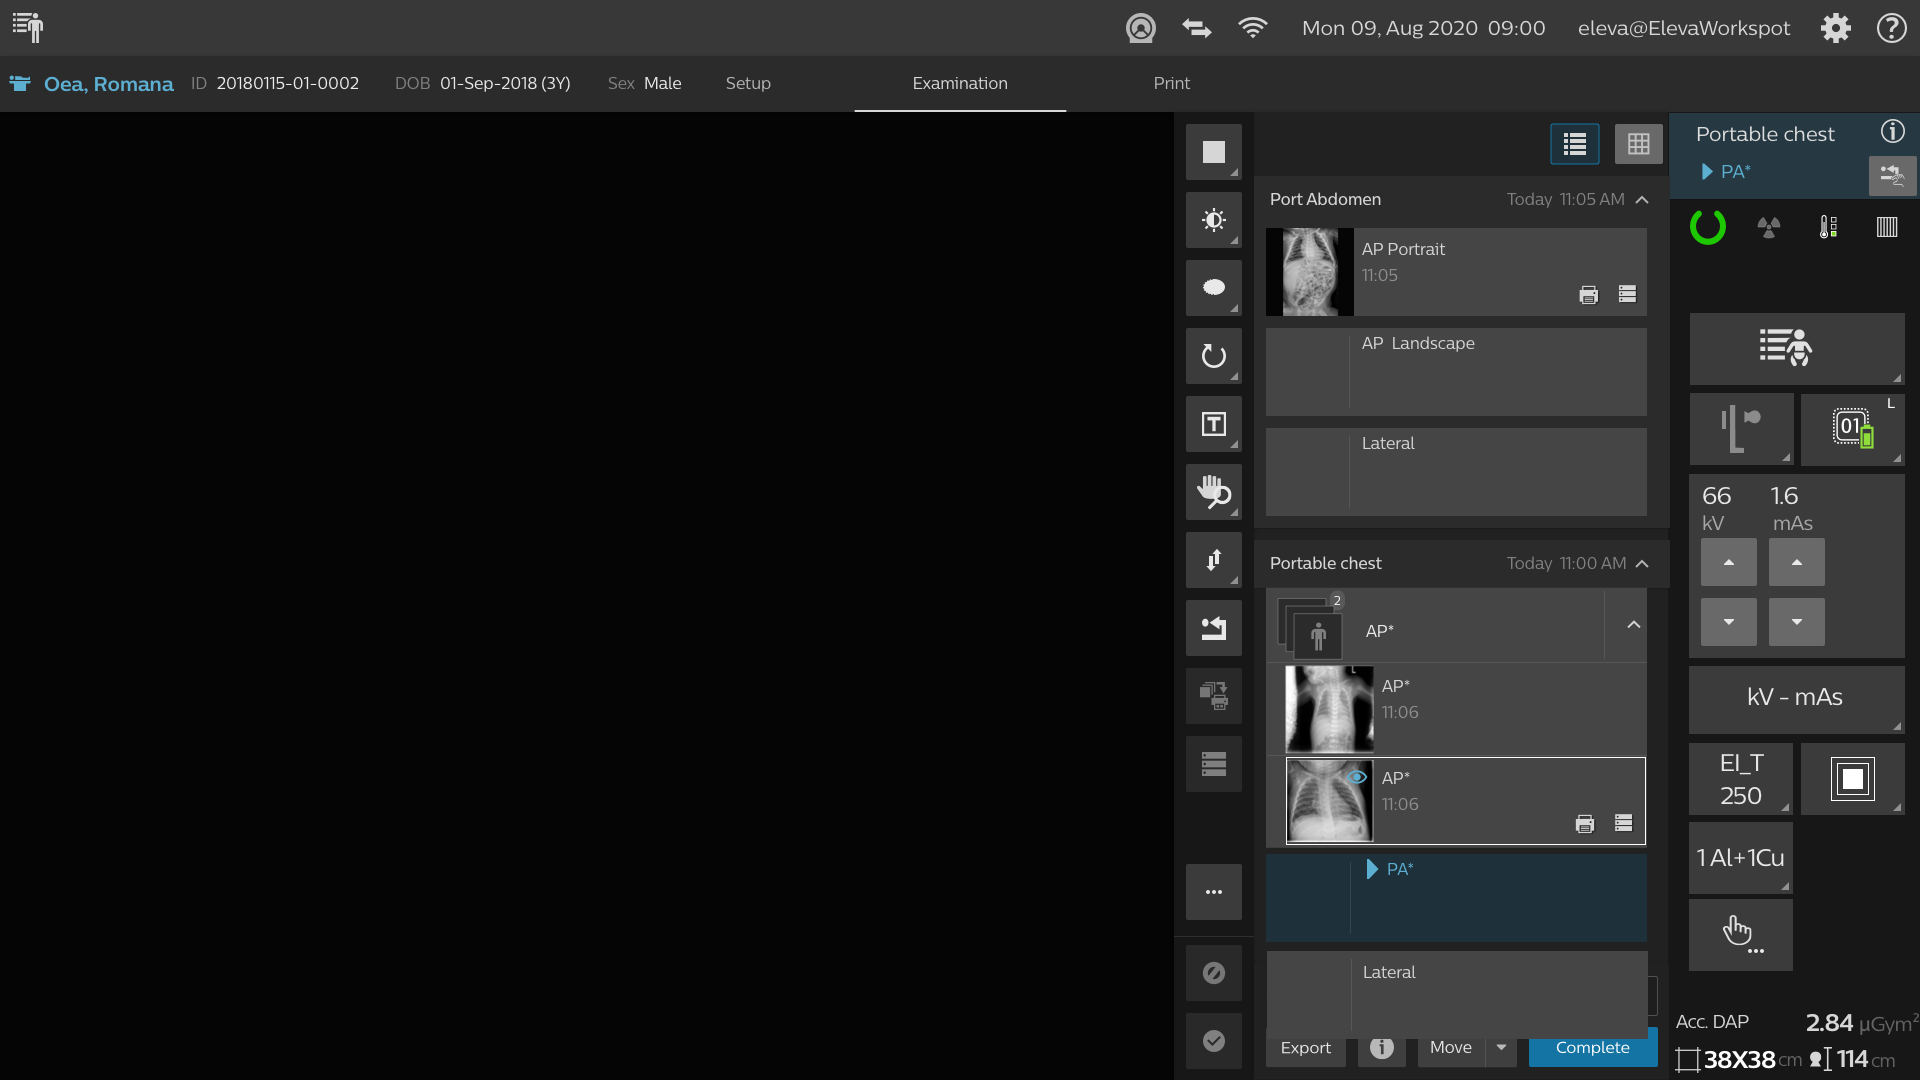 Mon 09, Aug 2020 09:00
eleva@ElevaWorkspot
Oea, Romana
ID 20180115-01-0002
DOB 01-Sep-2018 (3Y)
Sex Male
Setup
Examination
Print
Port Abdomen
Today 11:05 AM
AP Portrait
11:05
AP Landscape
Lateral
Portable chest
Today 11:00 AM
2
AP*
L
AP*
11:06
AP*
11:06
PA*
Lateral
Export
Move
Complete
T
Portable chest
PA*
01
L
66
kV
1.6
mAs
kV - mAs
EI_T
250
1 Al+1Cu
Acc. DAP 2.84 µGym²
38X38 cm
114 cm